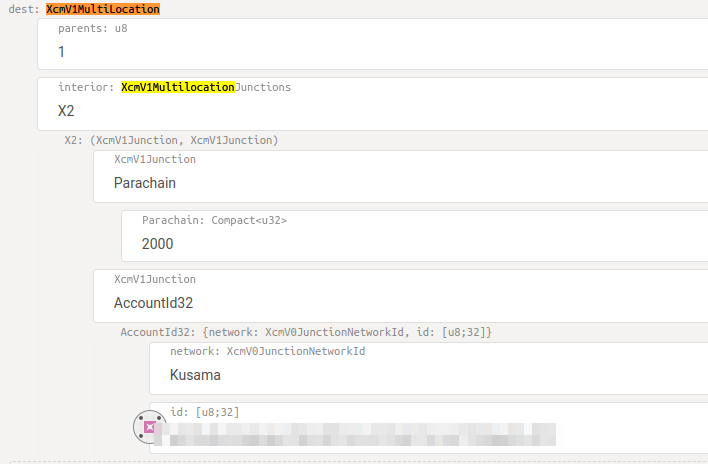 dest: XcmV1MultiLocation
parents: u8
1
interior: XcmV1MultilocationJunctions
X2
X2: (XcmV1Junction, XcmV1Junction)
XcmV1Junction
Parachain
Parachain: Compact<u32>
2000
XcmV1Junction
AccountId32
AccountId32: {network: XcmV0JunctionNetworkId, id: [u8;32]}
network: XcmV0JunctionNetworkId
Kusama
id: [u8;32]